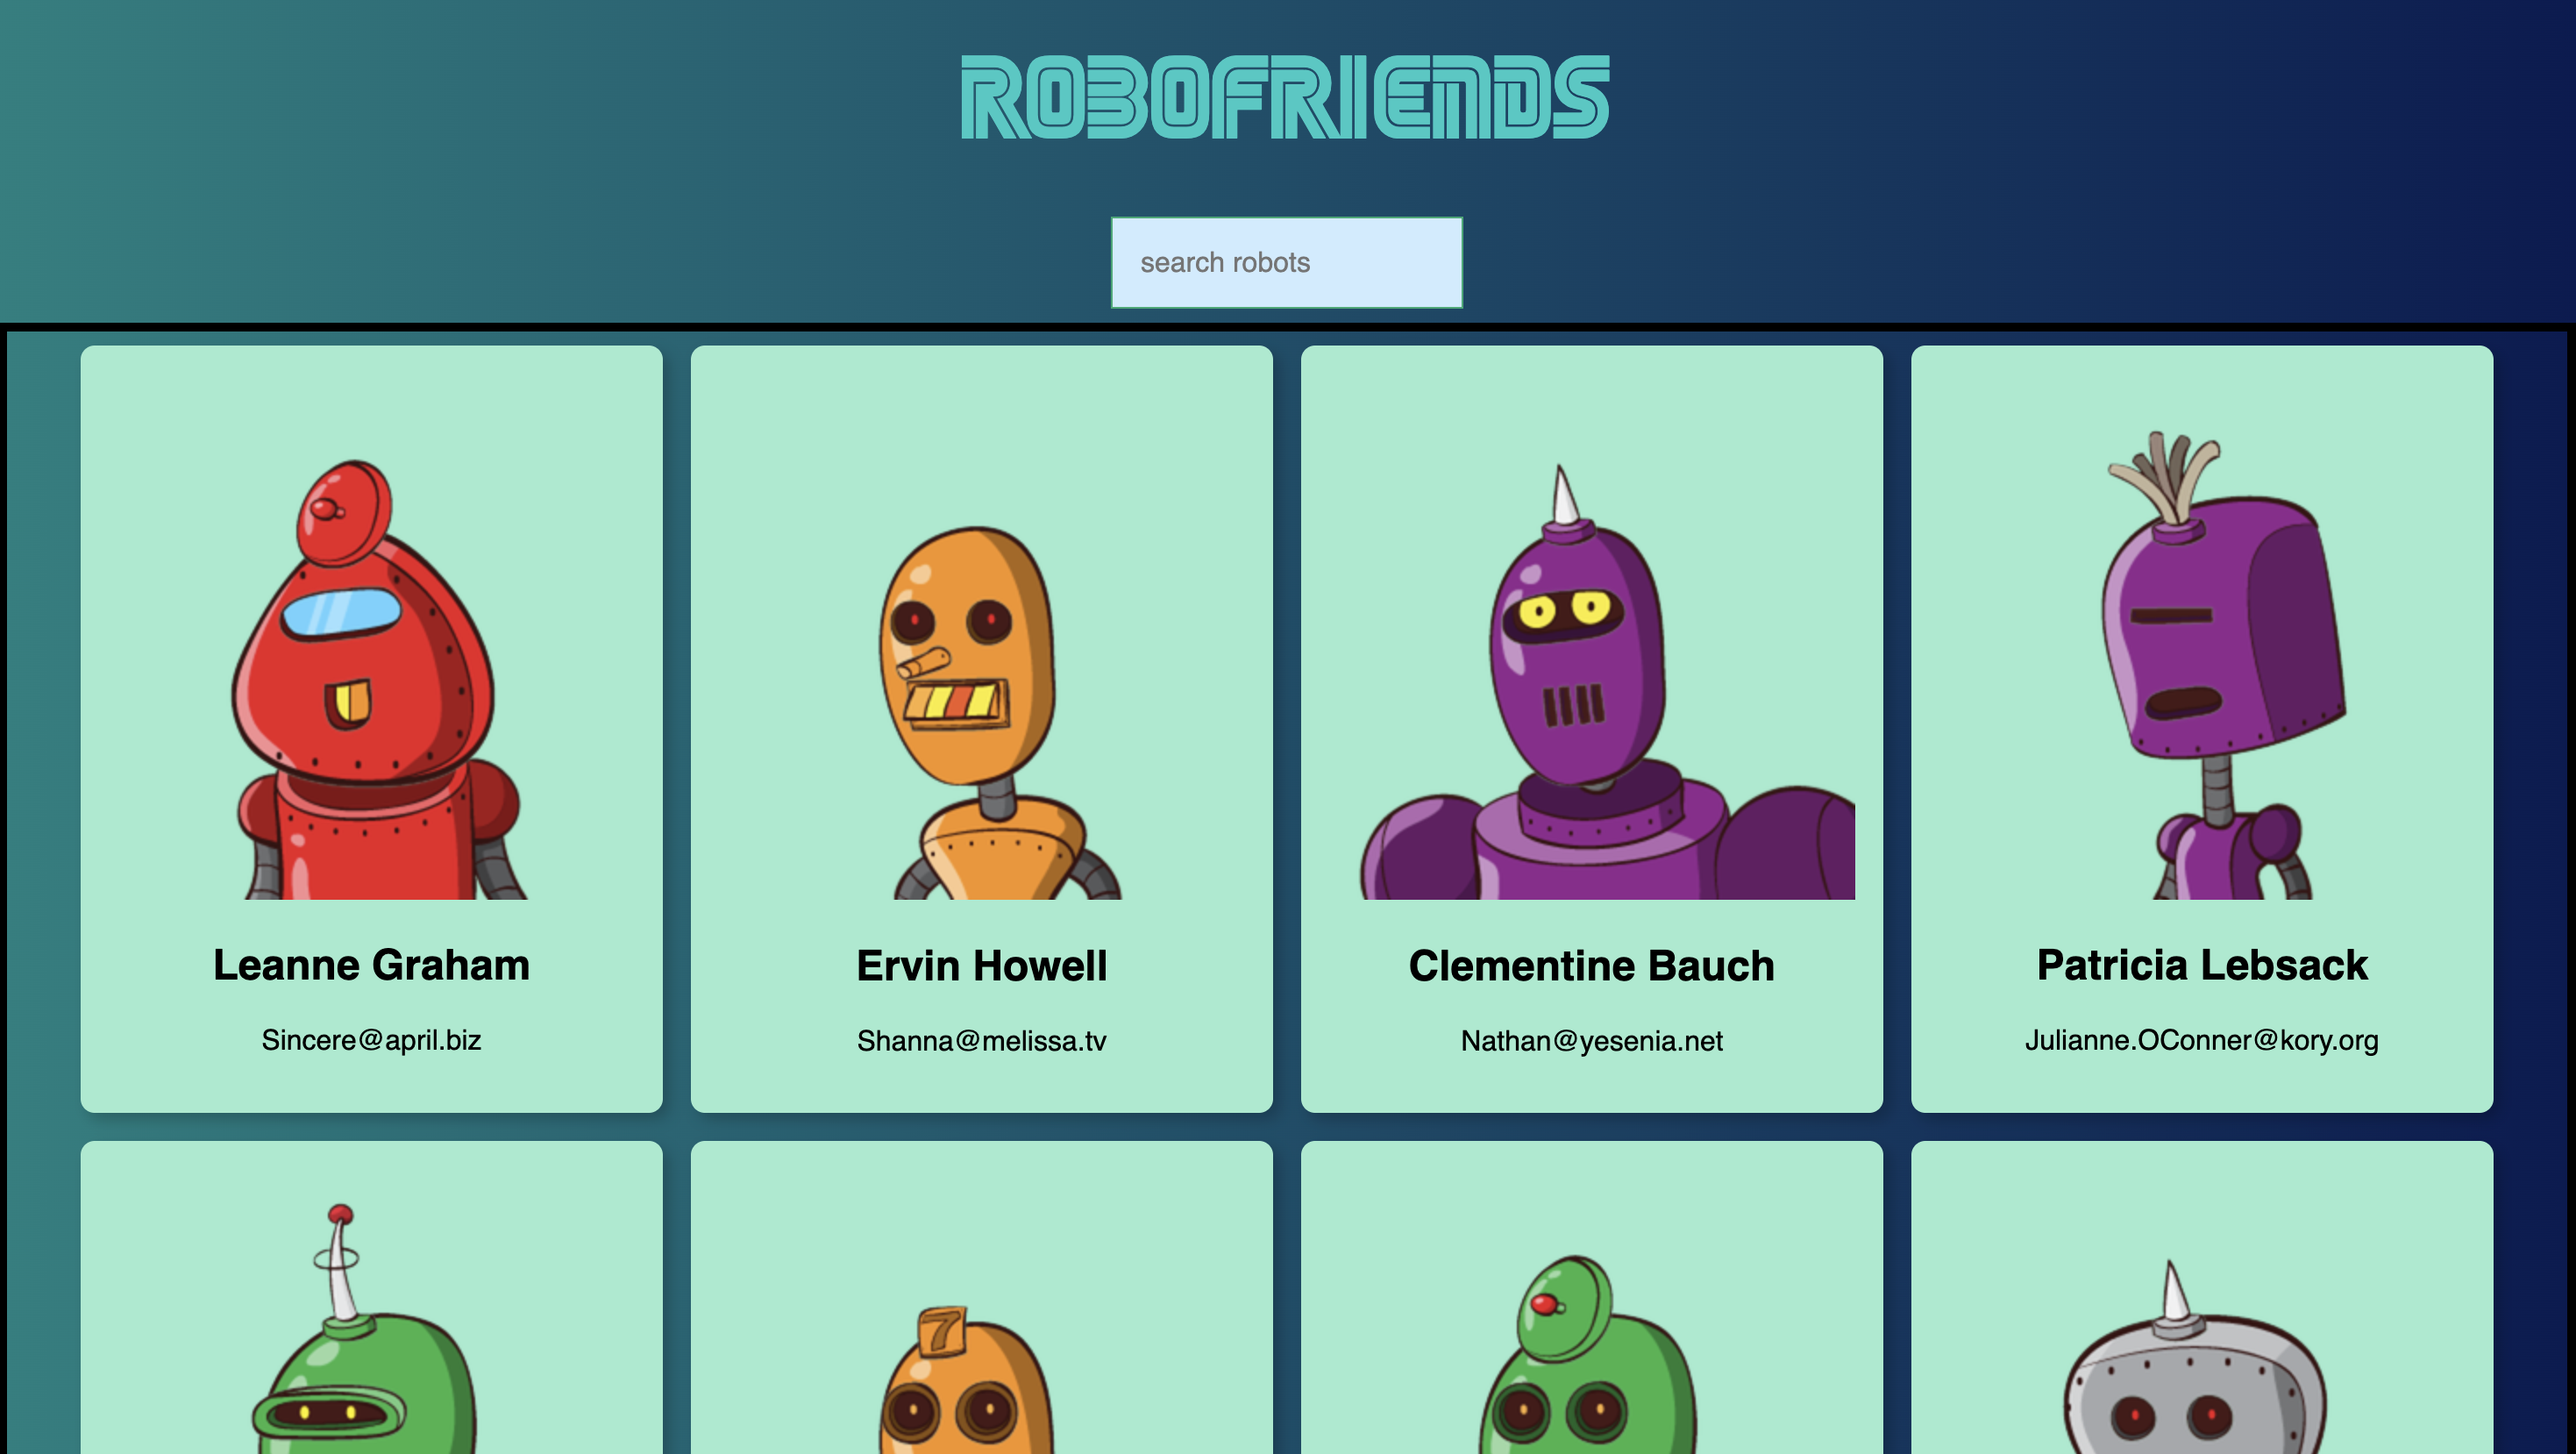 ROBOFRIENDS
search robots
Leanne Graham
Ervin Howell
Clementine Bauch
Patricia Lebsack
Sincere@april.biz
Shanna@melissa.tv
Nathan@yesenia.net
Julianne.OConner@kory.org
7